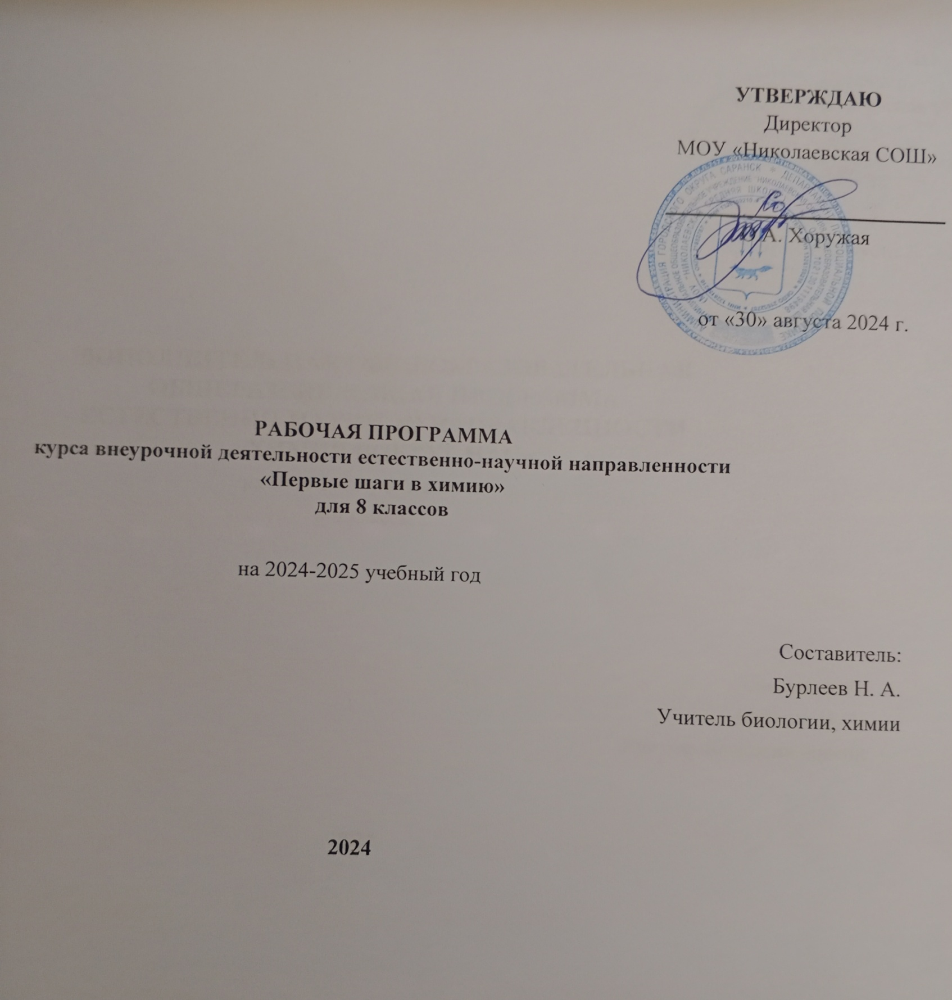 УТВЕРЖДАЮ
Директор
МОУ «Николаевская СОШ»
А. Хоружая
от «30» августа 2024 г.
РАБОЧАЯ ПРОГРАММА
курса внеурочной деятельности естественно-научной направленности
«Первые шаги в химию»
для 8 классов
на 2024-2025 учебный год
Составитель:
Бурлеев Н. А.
Учитель биологии, химии
2024